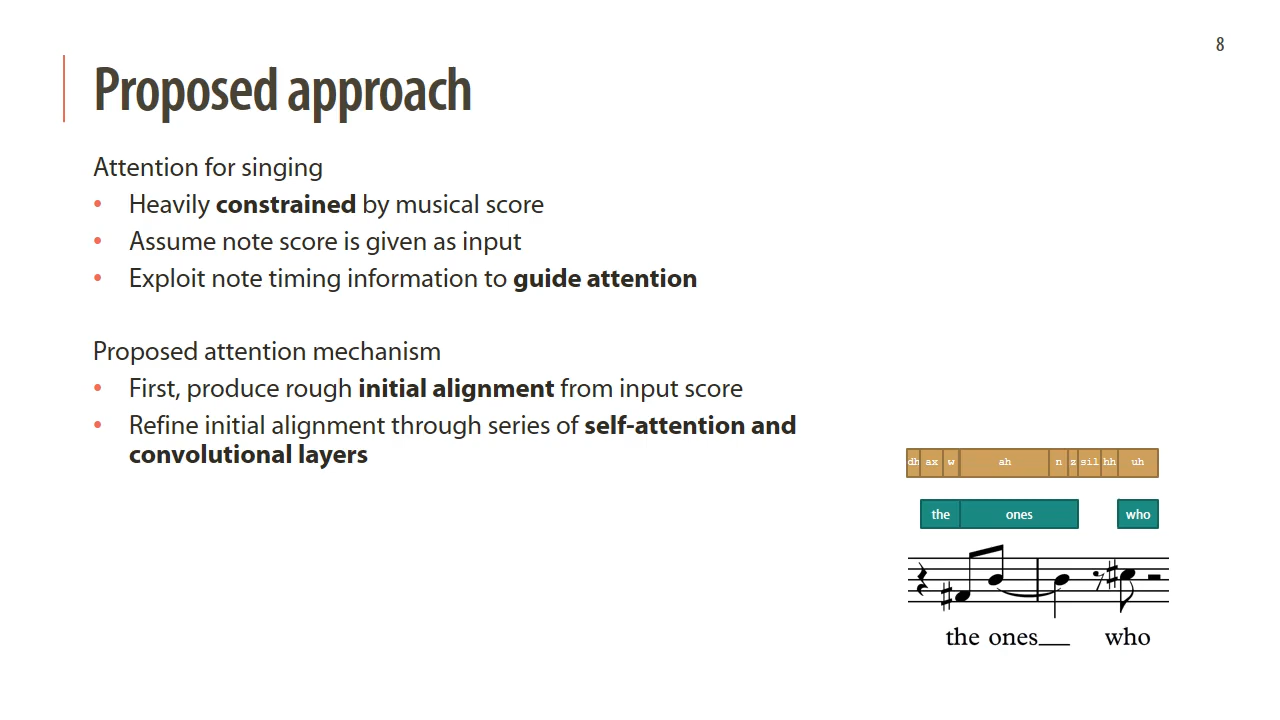 8
Proposed approach
Attention for singing
• Heavily constrained by musical score
• Assume note score is given as input
• Exploit note timing information to guide attention
Proposed attention mechanism
• First, produce rough initial alignment from input score
• Refine initial alignment through series of self-attention and
convolutional layers
dh ax w ah n z sil hh uh
the ones who
the ones__ who